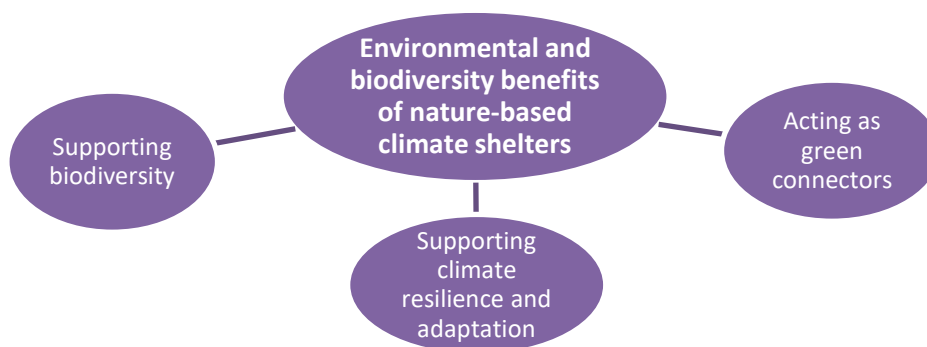 Environmental and
biodiversity benefits
of nature-based
climate shelters
Supporting
biodiversity
Acting as
green
connectors
Supporting
climate
resilience and
adaptation